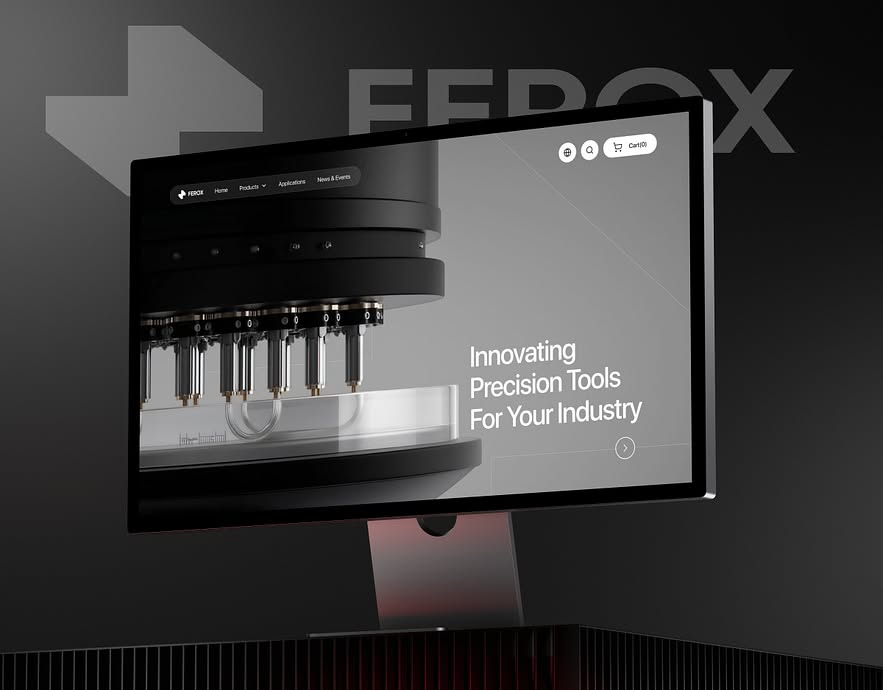 FEROX
FEROX Home Products Applications News & Events
Cart(0)
Innovating
Precision Tools
For Your Industry